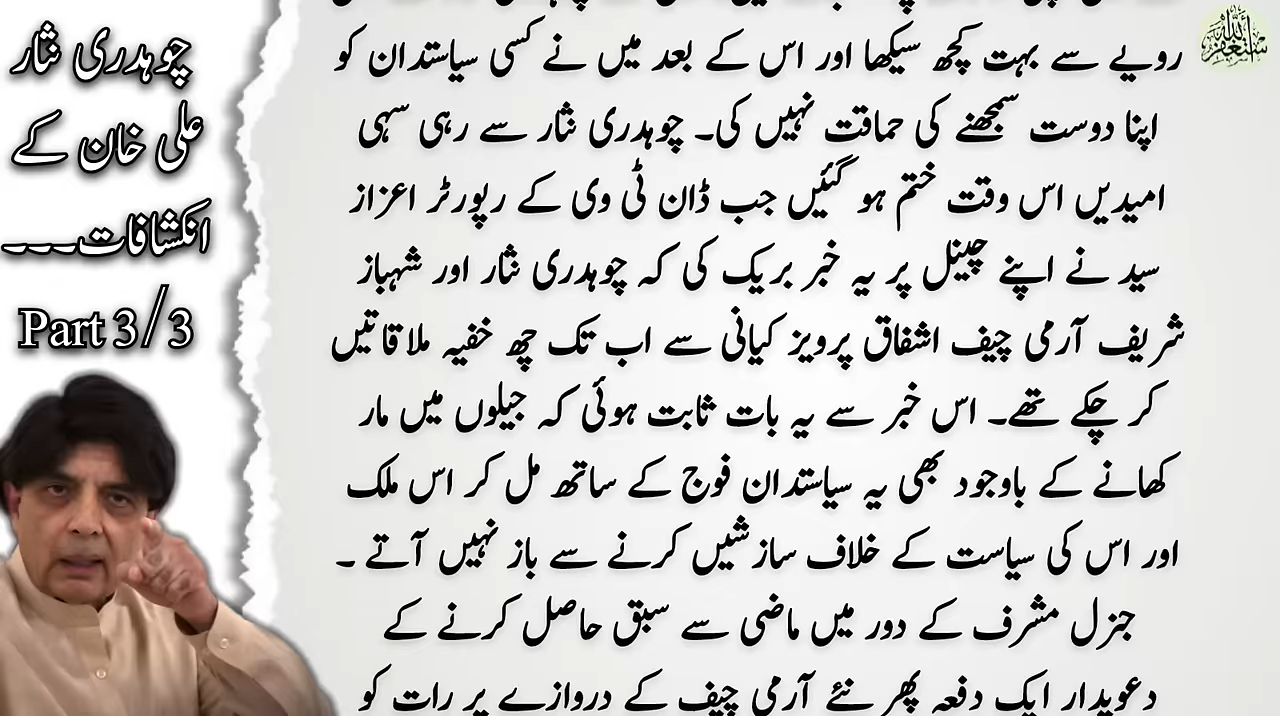 چوہدری نثار
علی خان کے
انکشافات۔۔۔
Part 3/3
رویے سے بہت کچھ سیکھا اور اس کے بعد میں نے کسی سیاستدان کو
اپنا دوست سمجھنے کی حماقت نہیں کی۔ چوہدری نثار سے رہی سہی
امیدیں اس وقت ختم ہو گئیں جب ڈان ٹی وی کے رپورٹر اعزاز
سید نے اپنے چینل پر یہ خبر بریک کی کہ چوہدری نثار اور شہباز
شریف آرمی چیف اشفاق پرویز کیانی سے اب تک چھ خفیہ ملاقاتیں
کر چکے تھے۔ اس خبر سے یہ بات ثابت ہوئی کہ جیلوں میں مار
کھانے کے باوجود بھی یہ سیاستدان فوج کے ساتھ مل کر اس ملک
اور اس کی سیاست کے خلاف سازشیں کرنے سے باز نہیں آتے ۔
جنرل مشرف کے دور میں ماضی سے سبق حاصل کرنے کے
دعویدار ایک دفعہ پھر نئے آرمی چیف کے دروازے پر رات کو